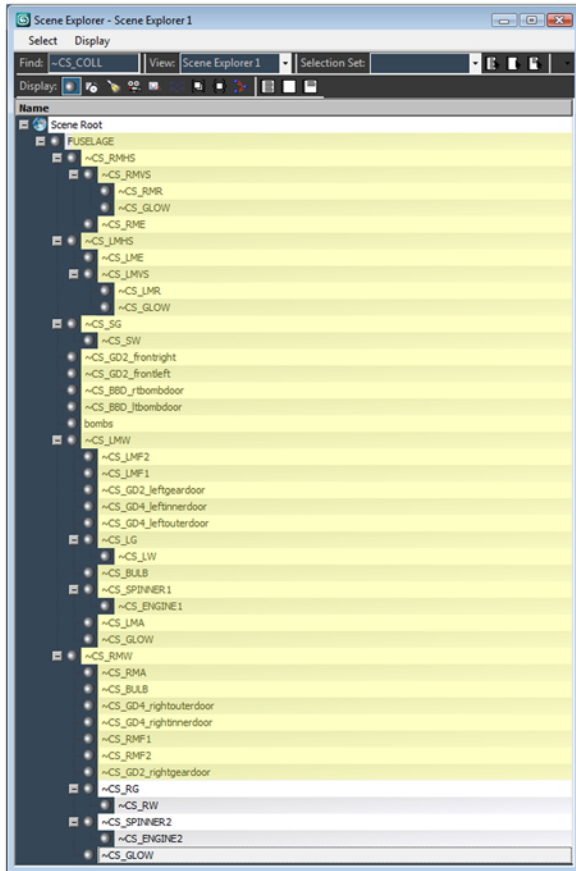 Scene Explorer - Scene Explorer 1
Select Display
Find: ~CS_COLL View: Scene Explorer 1 Selection Set:
Display:
Name
Scene Root
FUSELAGE
~CS_RMHS
~CS_RMVS
~CS_RMR
~CS_GLOW
~CS_RME
~CS_LMHS
~CS_LME
~CS_LMVS
~CS_LMR
~CS_GLOW
~CS_SG
~CS_SW
~CS_GD2_frontright
~CS_GD2_frontleft
~CS_BBD_rtbombdoor
~CS_BBD_ltbombdoor
bombs
~CS_LMW
~CS_LMF2
~CS_LMF1
~CS_GD2_leftgeardoor
~CS_GD4_leftinnerdoor
~CS_GD4_leftouterdoor
~CS_LG
~CS_LW
~CS_BULB
~CS_SPINNER1
~CS_ENGINE1
~CS_LMA
~CS_GLOW
~CS_RMW
~CS_RMA
~CS_BULB
~CS_GD4_rightouterdoor
~CS_GD4_rightinnerdoor
~CS_RMF1
~CS_RMF2
~CS_GD2_rightgeardoor
~CS_RG
~CS_RW
~CS_SPINNER2
~CS_ENGINE2
~CS_GLOW